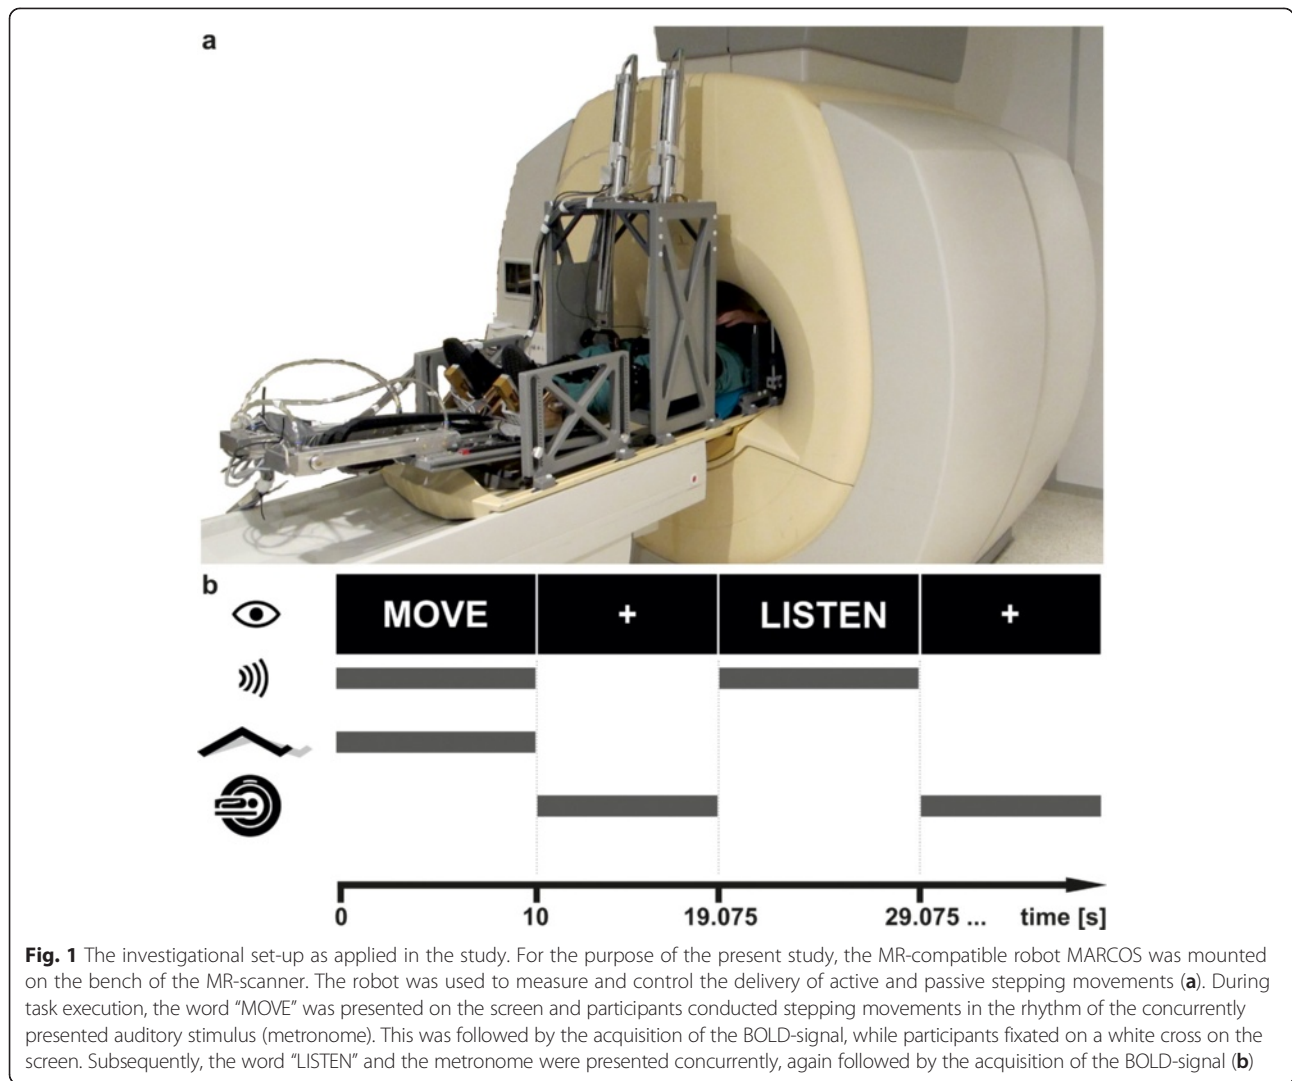 a
b
MOVE + LISTEN +
0 10 19.075 29.075 ... time [s]
Fig. 1 The investigational set-up as applied in the study. For the purpose of the present study, the MR-compatible robot MARCOS was mounted
on the bench of the MR-scanner. The robot was used to measure and control the delivery of active and passive stepping movements (a). During
task execution, the word “MOVE” was presented on the screen and participants conducted stepping movements in the rhythm of the concurrently
presented auditory stimulus (metronome). This was followed by the acquisition of the BOLD-signal, while participants fixated on a white cross on the
screen. Subsequently, the word “LISTEN” and the metronome were presented concurrently, again followed by the acquisition of the BOLD-signal (b)